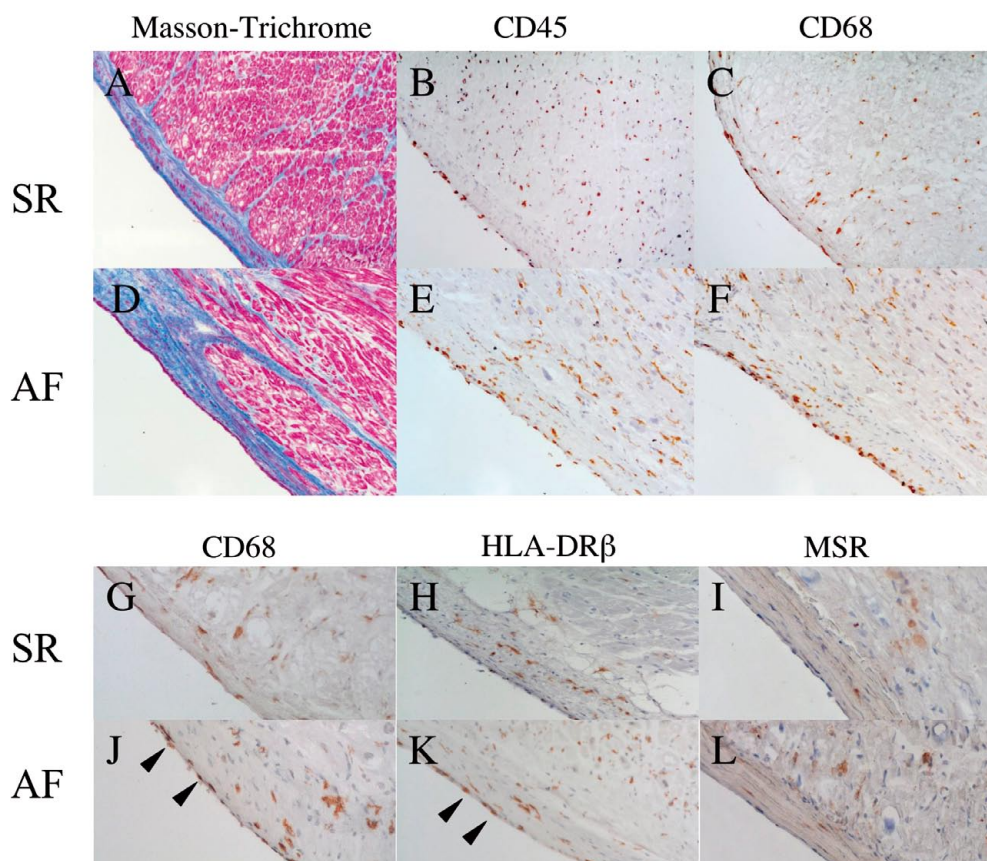 Masson-Trichrome CD45 CD68
SR A B C
AF D E F
CD68 HLA-DRβ MSR
SR G H I
AF J K L